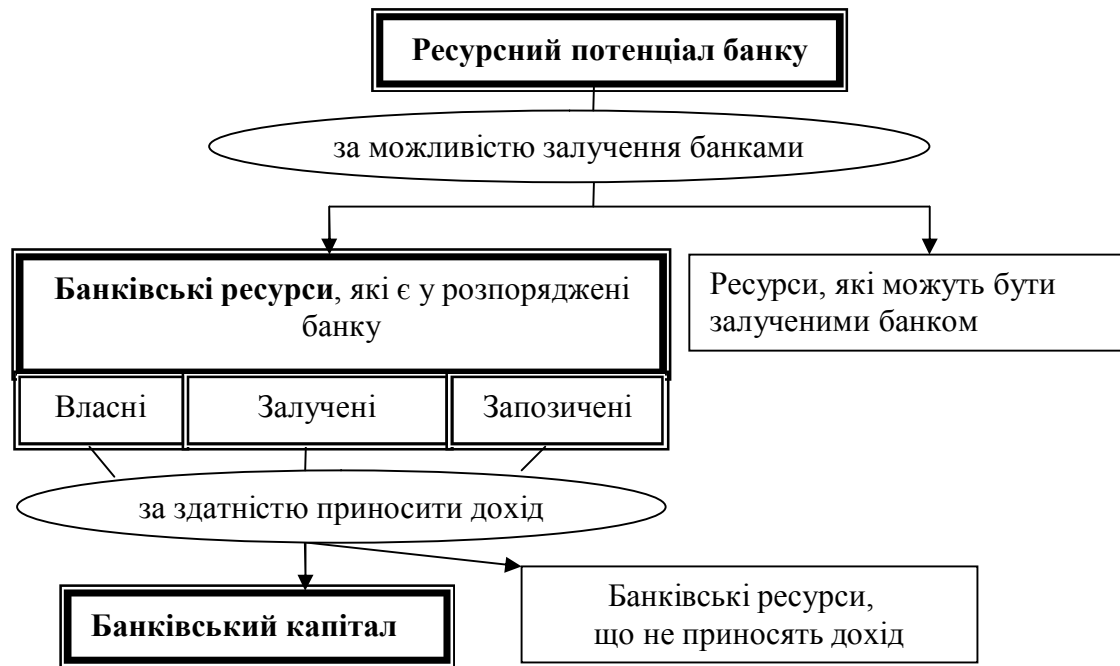 Ресурсний потенціал банку
за можливістю залучення банками
Банківські ресурси, які є у розпоряджені
банку
Ресурси, які можуть бути
залученими банком
Власні
Залучені
Запозичені
за здатністю приносити дохід
Банківський капітал
Банківські ресурси,
що не приносять дохід